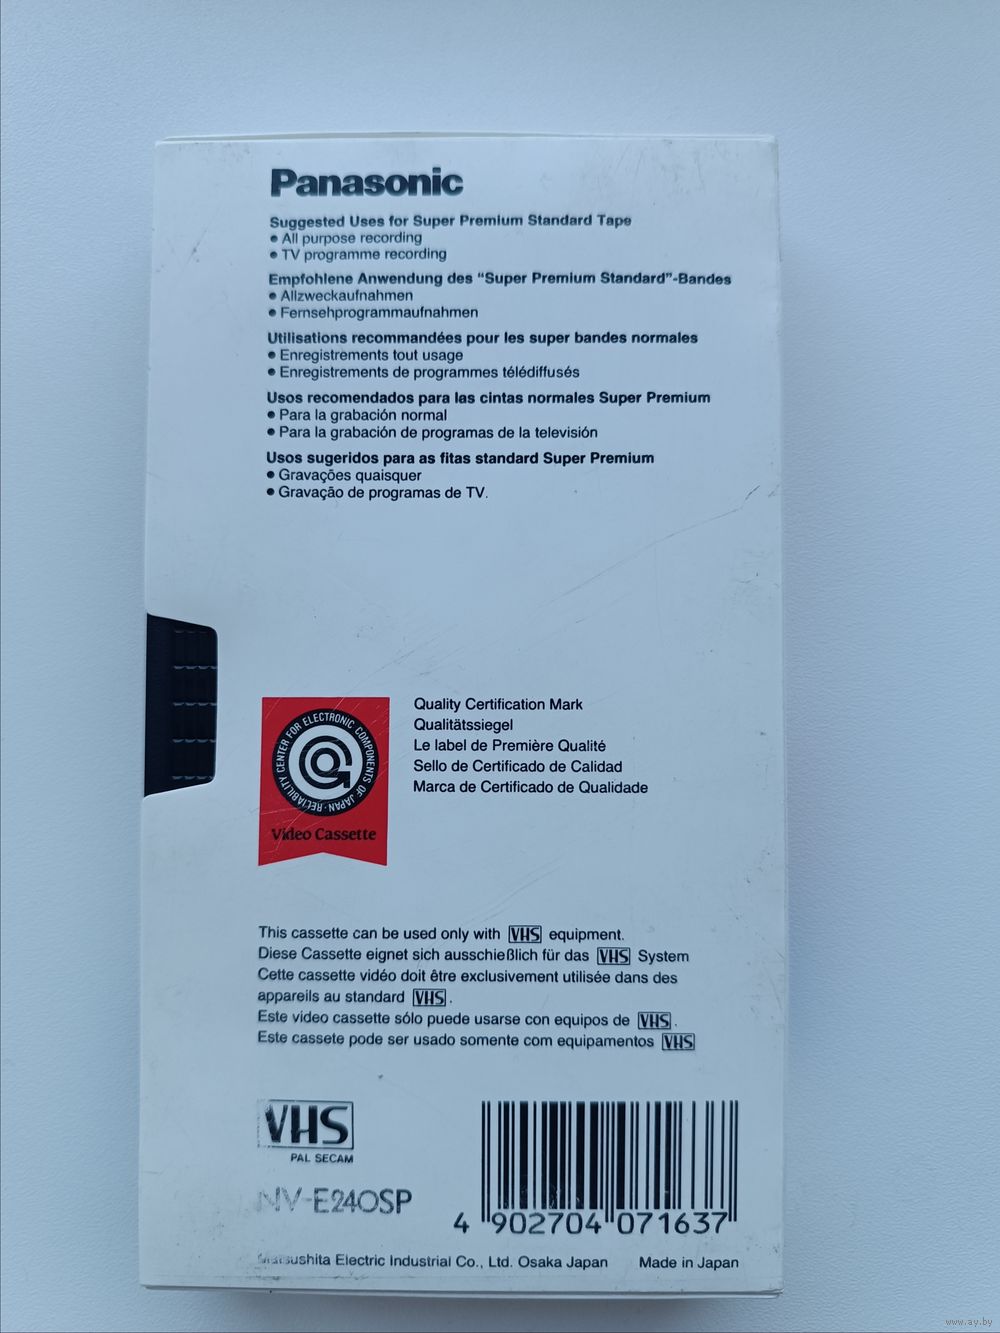 Panasonic
Suggested Uses for Super Premium Standard Tape
• All purpose recording
• TV programme recording
Empfohlene Anwendung des "Super Premium Standard"-Bandes
• Allzweckaufnahmen
• Fernsehprogrammaufnahmen
Utilisations recommandées pour les super bandes normales
• Enregistrements tout usage
• Enregistrements de programmes télédiffusés
Usos recomendados para las cintas normales Super Premium
• Para la grabación normal
• Para la grabación de programas de la televisión
Usos sugeridos para as fitas standard Super Premium
• Gravações quaisquer
• Gravação de programas de TV.
RELIABILITY CENTER FOR ELECTRONIC COMPONENTS OF JAPAN
Video Cassette
Quality Certification Mark
Qualitätssiegel
Le label de Première Qualité
Sello de Certificado de Calidad
Marca de Certificado de Qualidade
This cassette can be used only with VHS equipment.
Diese Cassette eignet sich ausschießlich für das VHS System
Cette cassette vidéo doit être exclusivement utilisée dans des
appareils au standard VHS.
Este video cassette sólo puede usarse con equipos de VHS.
Este cassete pode ser usado somente com equipamentos VHS
VHS
PAL SECAM
NV-E240SP
4 902704 071637
Matsushita Electric Industrial Co., Ltd. Osaka Japan Made in Japan
www.ay.by